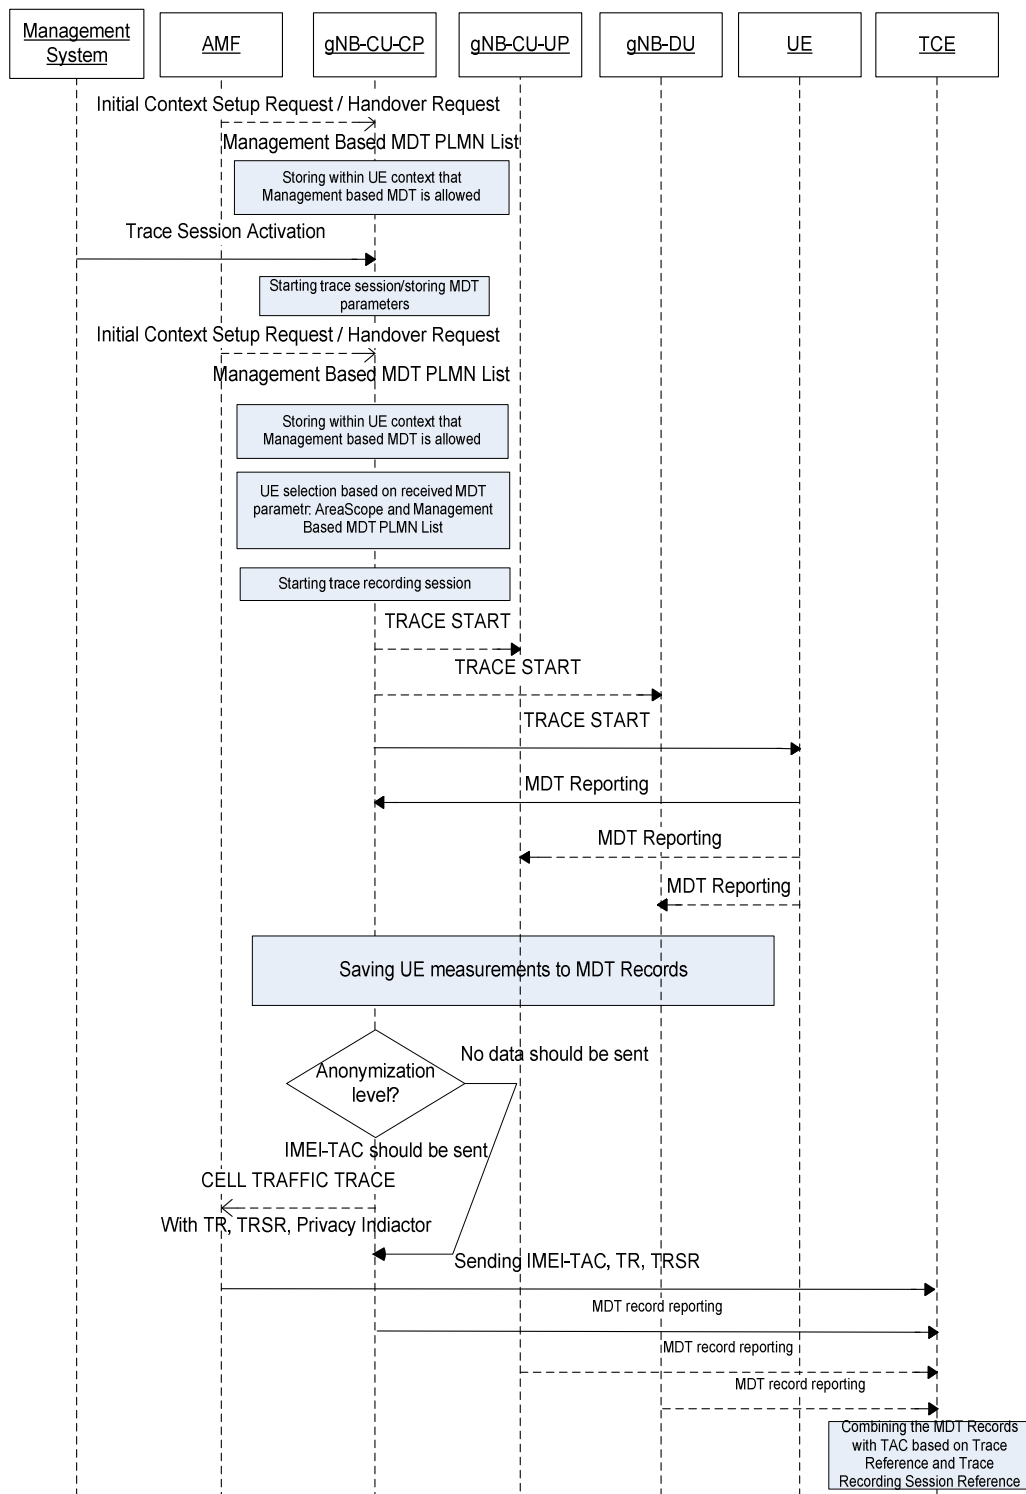 Management
System
AMF
gNB-CU-CP
gNB-CU-UP
gNB-DU
UE
TCE
Initial Context Setup Request / Handover Request
Management Based MDT PLMN List
Storing within UE context that
Management based MDT is allowed
Trace Session Activation
Starting trace session/storing MDT
parameters
Initial Context Setup Request / Handover Request
Management Based MDT PLMN List
Storing within UE context that
Management based MDT is allowed
UE selection based on received MDT
parametr: AreaScope and Management
Based MDT PLMN List
Starting trace recording session
TRACE START
TRACE START
TRACE START
MDT Reporting
MDT Reporting
MDT Reporting
Saving UE measurements to MDT Records
No data should be sent
Anonymization
level?
IMEI-TAC should be sent
CELL TRAFFIC TRACE
With TR, TRSR, Privacy Indiactor
Sending IMEI-TAC, TR, TRSR
MDT record reporting
MDT record reporting
MDT record reporting
Combining the MDT Records
with TAC based on Trace
Reference and Trace
Recording Session Reference